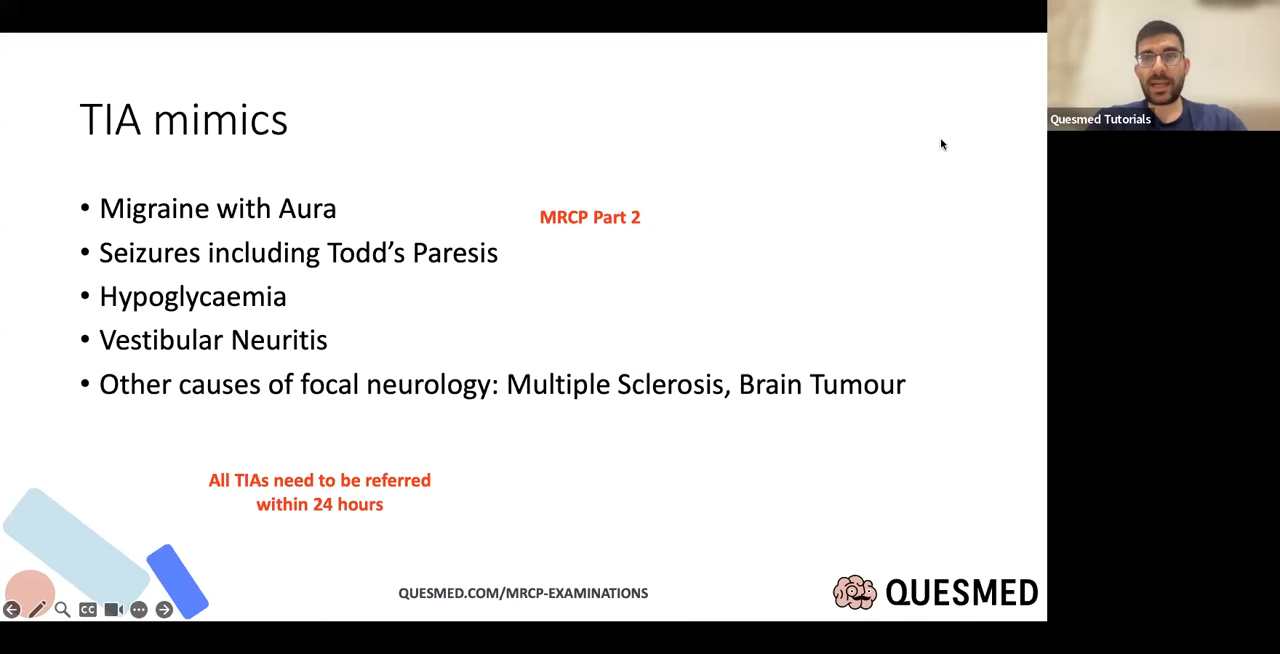 TIA mimics
Quesmed Tutorials
• Migraine with Aura
MRCP Part 2
• Seizures including Todd’s Paresis
• Hypoglycaemia
• Vestibular Neuritis
• Other causes of focal neurology: Multiple Sclerosis, Brain Tumour
All TIAs need to be referred
within 24 hours
CC
QUESMED.COM/MRCP-EXAMINATIONS
QUESMED